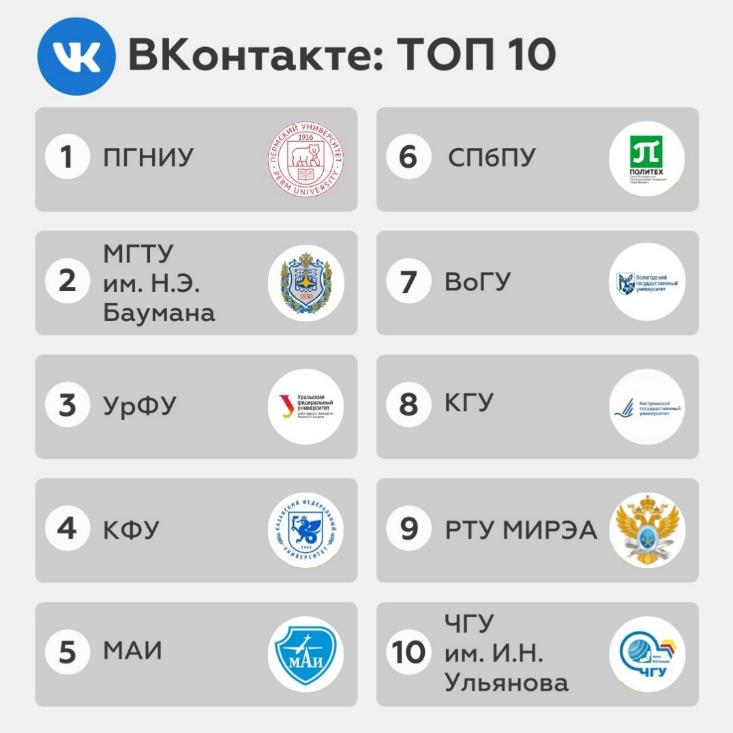 ВКонтакте: ТОП 10
1 ПГНИУ
ПЕРМСКИЙ УНИВЕРСИТЕТ
1916
PERM UNIVERSITY
2 МГТУ
им. Н.Э.
Баумана
1830
3 УрФУ
Уральский
федеральный
университет
4 КФУ
КАЗАНСКИЙ ФЕДЕРАЛЬНЫЙ
УНИВЕРСИТЕТ
5 МАИ
МАИ
6 СПбПУ
ПОЛИТЕХ
7 ВоГУ
Вологодский
государственный
университет
8 КГУ
Костромской
государственный
университет
9 РТУ МИРЭА
10 ЧГУ
им. И.Н.
Ульянова
ЧГУ